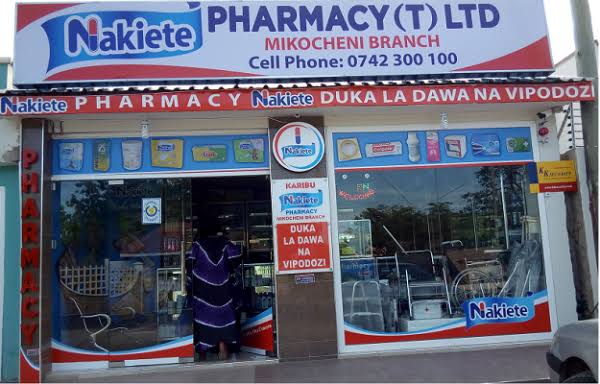 Nakiete PHARMACY (T) LTD
MIKOCHENI BRANCH
Cell Phone: 0742 300 100
Nakiete PHARMACY Nakiete DUKA LA DAWA NA VIPODOZI
PHARMACY
Nakiete
KARIBU
Nakiete
PHARMACY
MIKOCHENI BRANCH
DUKA
LA DAWA
NA
VIPODOZI
Nakiete